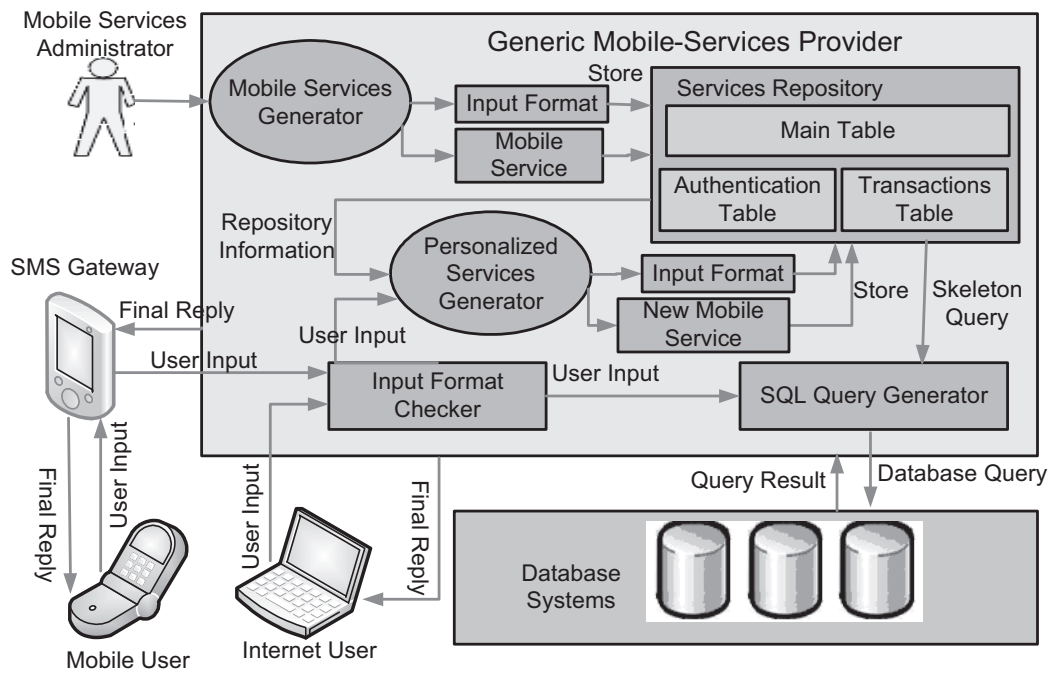 Mobile Services
Administrator
Generic Mobile-Services Provider
Mobile Services
Generator
Input Format
Store
Mobile
Service
Services Repository
Main Table
Authentication
Table
Transactions
Table
Repository
Information
Personalized
Services
Generator
Input Format
New Mobile
Service
Store
Skeleton
Query
SMS Gateway
Final Reply
User Input
User Input
Input Format
Checker
User Input
SQL Query Generator
Final Reply
User Input
User Input
Final Reply
Query Result
Database Query
Database
Systems
Mobile User
Internet User